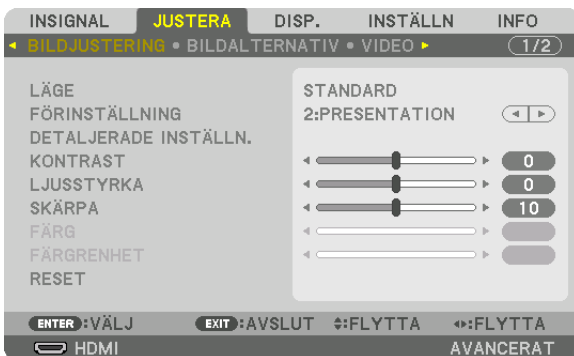 INSIGNAL JUSTERA DISP. INSTÄLLN INFO
BILDJUSTERING • BILDALTERNATIV • VIDEO 1/2
LÄGE STANDARD
FÖRINSTÄLLNING 2:PRESENTATION
DETALJERADE INSTÄLLN.
KONTRAST 0
LJUSSTYRKA 0
SKÄRPA 10
FÄRG
FÄRGRENHET
RESET
ENTER :VÄLJ EXIT :AVSLUT :FLYTTA :FLYTTA
HDMI AVANCERAT